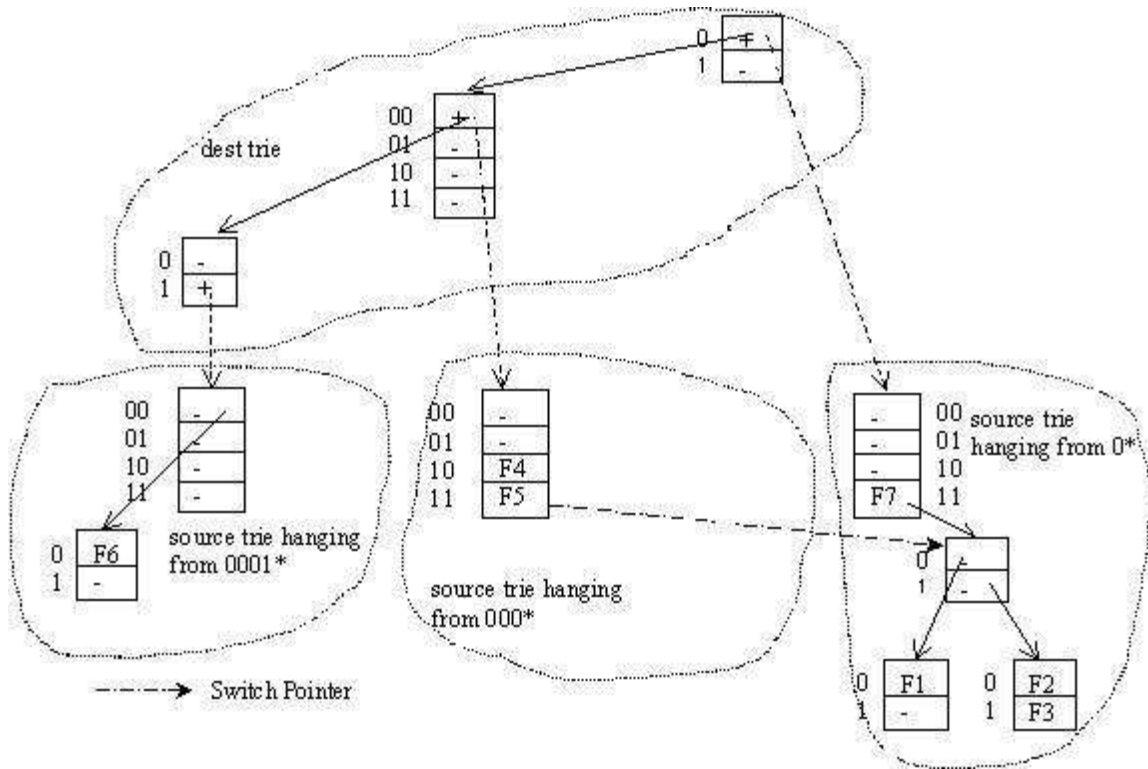 0 +
1 -
00 +
01 -
10 -
11 -
dest trie
0 -
1 +
00 -
01 -
10 -
11 -
0 F6
1 -
source trie hanging
from 0001*
00 -
01 -
10 F4
11 F5
source trie hanging
from 000*
- 00
- 01
- 10
F7 11
source trie
hanging from 0*
0 -
1 -
0 F1
1 -
0 F2
1 F3
Switch Pointer